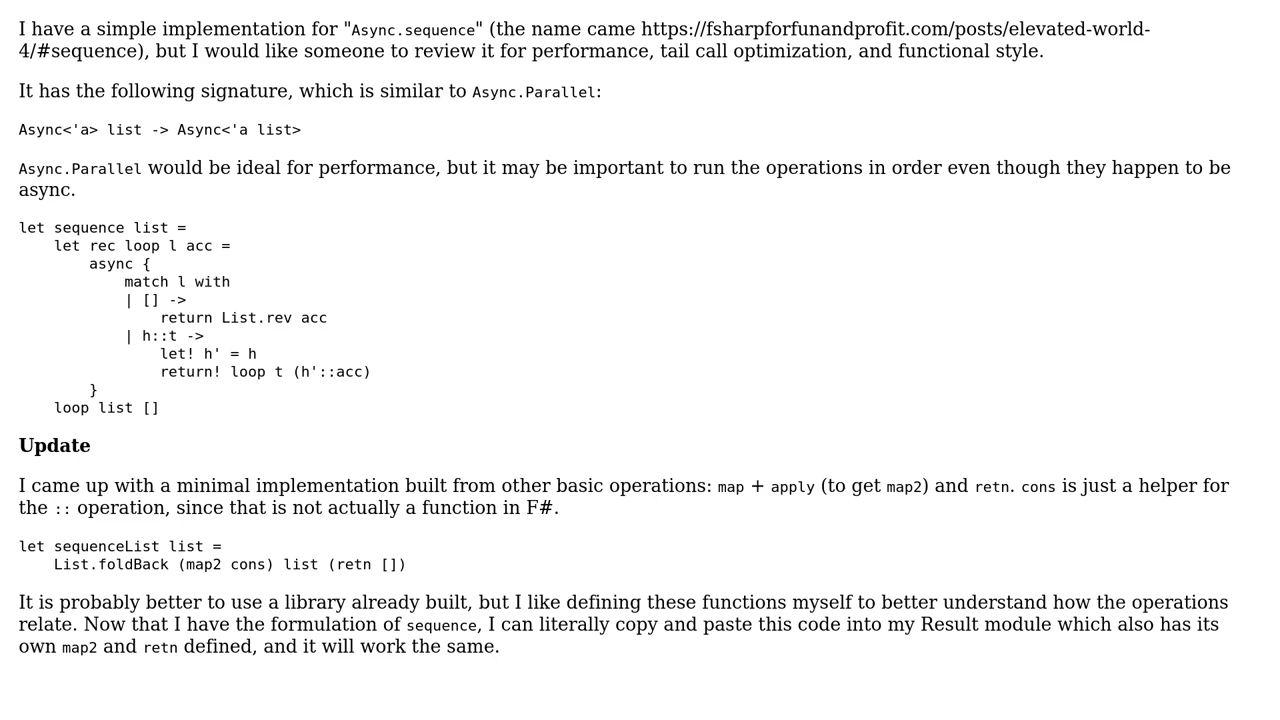 I have a simple implementation for "Async.sequence" (the name came https://fsharpforfunandprofit.com/posts/elevated-world-
4/#sequence), but I would like someone to review it for performance, tail call optimization, and functional style.
It has the following signature, which is similar to Async.Parallel:
Async<'a> list -> Async<'a list>
Async.Parallel would be ideal for performance, but it may be important to run the operations in order even though they happen to be
async.
let sequence list =
    let rec loop l acc =
        async {
            match l with
            | [] ->
                return List.rev acc
            | h::t ->
                let! h' = h
                return! loop t (h'::acc)
        }
    loop list []
Update
I came up with a minimal implementation built from other basic operations: map + apply (to get map2) and retn. cons is just a helper for
the :: operation, since that is not actually a function in F#.
let sequenceList list =
    List.foldBack (map2 cons) list (retn [])
It is probably better to use a library already built, but I like defining these functions myself to better understand how the operations
relate. Now that I have the formulation of sequence, I can literally copy and paste this code into my Result module which also has its
own map2 and retn defined, and it will work the same.